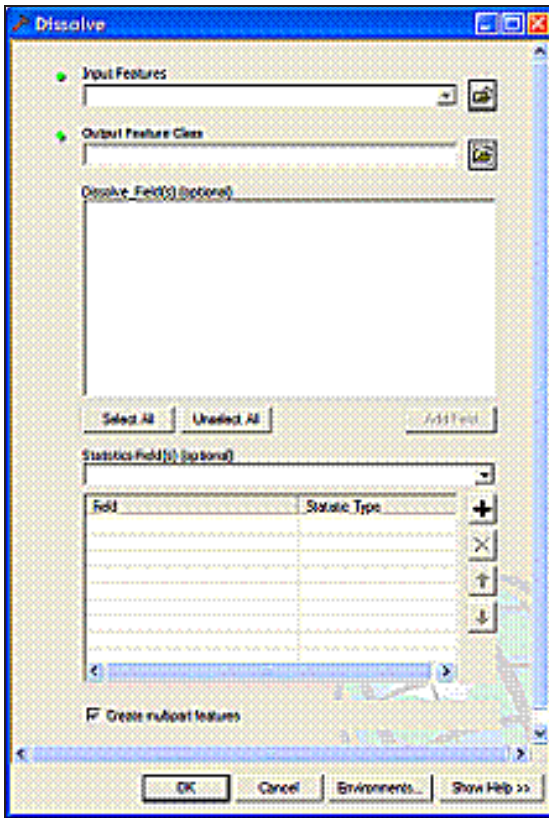 Dissolve
Input Features
Output Feature Class
Dissolve_Field(s) (optional)
Select All Unselect All Add Field
Statistics Field(s) (optional)
Field Statistic Type
Create multipart features
OK Cancel Environments... Show Help >>